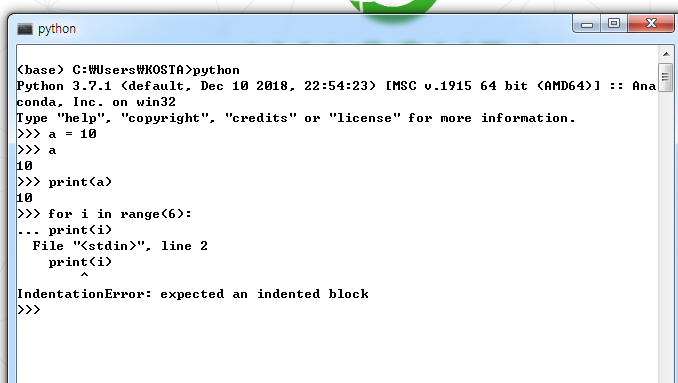 python
(base) C:₩Users₩KOSTA>python
Python 3.7.1 (default, Dec 10 2018, 22:54:23) [MSC v.1915 64 bit (AMD64)] :: Ana
conda, Inc. on win32
Type "help", "copyright", "credits" or "license" for more information.
>>> a = 10
>>> a
10
>>> print(a)
10
>>> for i in range(6):
... print(i)
  File "<stdin>", line 2
    print(i)
        ^
IndentationError: expected an indented block
>>>